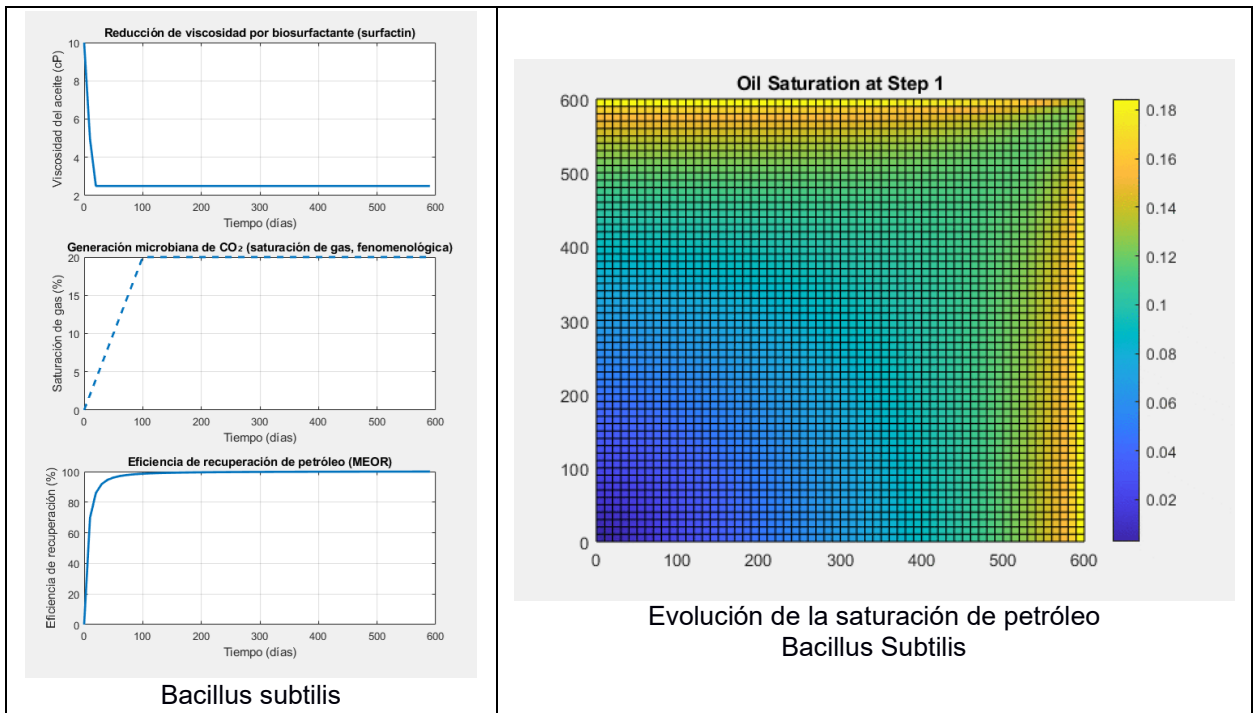 Reducción de viscosidad por biosurfactante (surfactin)
Viscosidad del aceite (cP)
10
8
6
4
2
0 100 200 300 400 500 600
Tiempo (días)
Generación microbiana de CO₂ (saturación de gas, fenomenológica)
Saturación de gas (%)
20
15
10
5
0
0 100 200 300 400 500 600
Tiempo (días)
Eficiencia de recuperación de petróleo (MEOR)
Eficiencia de recuperación (%)
100
80
60
40
20
0
0 100 200 300 400 500 600
Tiempo (días)
Bacillus subtilis
Oil Saturation at Step 1
600
500
400
300
200
100
0
0 100 200 300 400 500 600
0.18
0.16
0.14
0.12
0.1
0.08
0.06
0.04
0.02
Evolución de la saturación de petróleo
Bacillus Subtilis